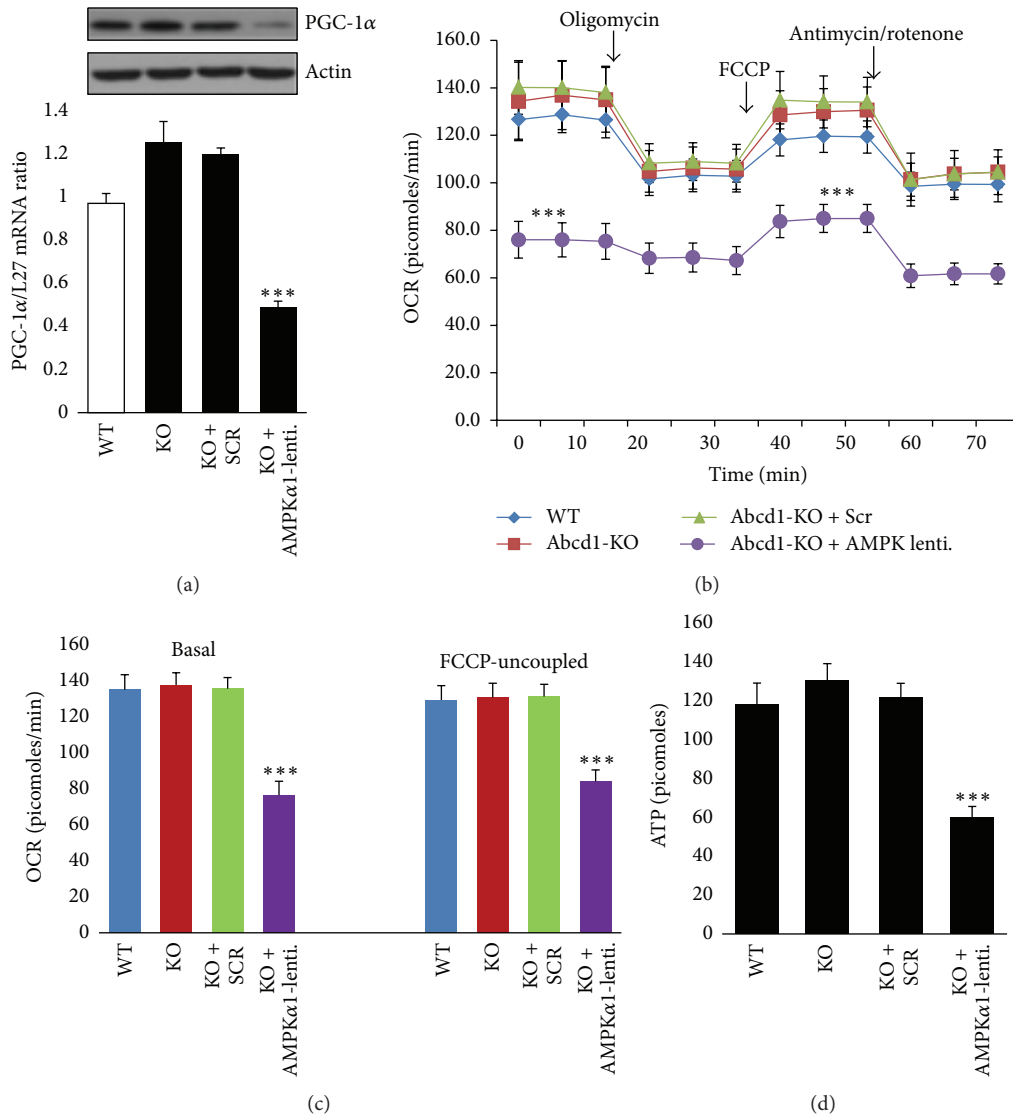 PGC-1α
Actin
1.4
1.2
1
0.8
0.6
0.4
0.2
0
PGC-1α/L27 mRNA ratio
***
WT
KO
KO +
SCR
KO +
AMPKα1-lenti.
(a)
160.0
140.0
120.0
100.0
80.0
60.0
40.0
20.0
0.0
OCR (picomoles/min)
Oligomycin
FCCP
Antimycin/rotenone
***
***
0 10 20 30 40 50 60 70
Time (min)
WT
Abcd1-KO
Abcd1-KO + Scr
Abcd1-KO + AMPK lenti.
(b)
160
140
120
100
80
60
40
20
0
OCR (picomoles/min)
Basal
***
FCCP-uncoupled
***
WT
KO
KO +
SCR
KO +
AMPKα1-lenti.
WT
KO
KO +
SCR
KO +
AMPKα1-lenti.
(c)
160
140
120
100
80
60
40
20
0
ATP (picomoles)
***
WT
KO
KO +
SCR
KO +
AMPKα1-lenti.
(d)